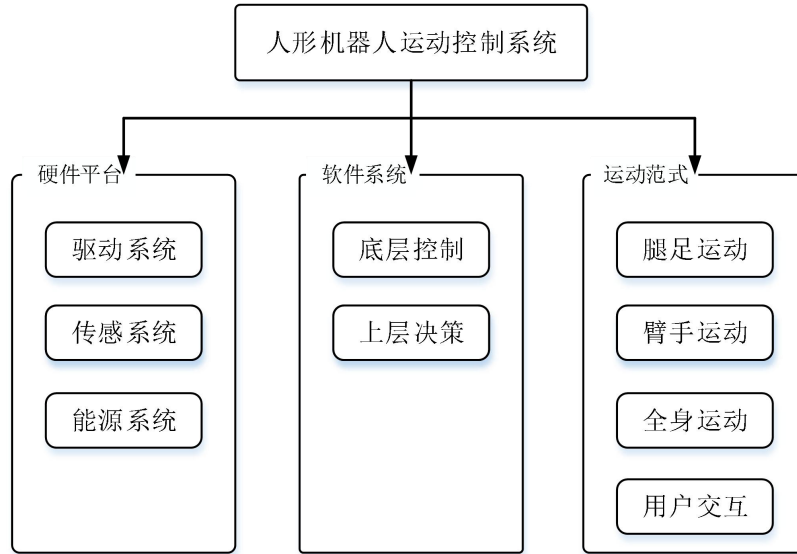 人形机器人运动控制系统
硬件平台
驱动系统
传感系统
能源系统
软件系统
底层控制
上层决策
运动范式
腿足运动
臂手运动
全身运动
用户交互